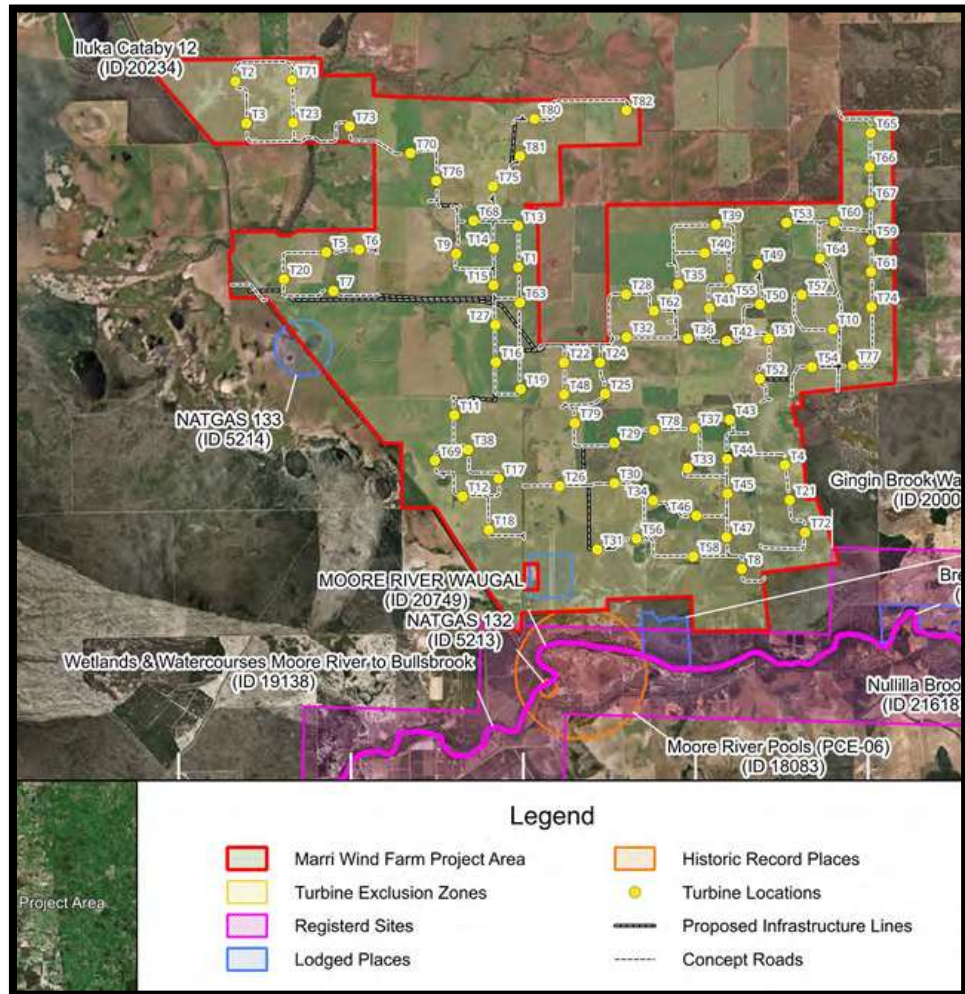 Iluka Cataby 12
(ID 20234)
T2
T71
T3
T23
T73
T80
T82
T65
T70
T81
T66
T76
T75
T67
T68
T13
T39
T53
T60
T59
T5
T6
T9
T14
T40
T49
T64
T20
T15
T1
T61
T7
T28
T35
T55
T57
T63
T41
T50
T74
T62
T27
T32
T36
T42
T51
T10
T16
T22
T24
T54
T77
T52
T19
T48
T25
NATGAS 133
(ID 5214)
T11
T79
T43
T78
T37
T38
T29
T69
T33
T44
T4
T17
T26
T30
T45
T12
T34
T21
Gingin Brook Wa
(ID 2000
T46
T18
T47
T72
T31
T56
T58
T8
MOORE RIVER WAUGAL
(ID 20749)
Bre
(
NATGAS 132
(ID 5213)
Wetlands & Watercourses Moore River to Bullsbrook
(ID 19138)
Nullilla Broo
(ID 21618
Moore River Pools (PCE-06)
(ID 18083)
Project Area
Legend
Marri Wind Farm Project Area
Turbine Exclusion Zones
Registerd Sites
Lodged Places
Historic Record Places
Turbine Locations
Proposed Infrastructure Lines
Concept Roads